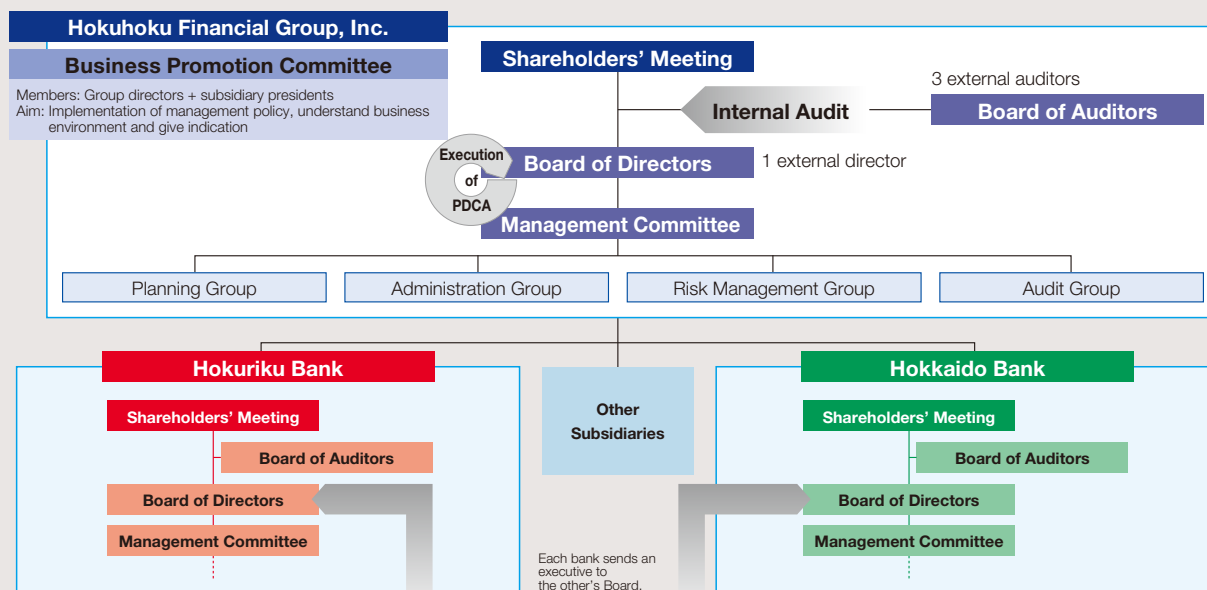 Hokuhoku Financial Group, Inc.
Business Promotion Committee
Members: Group directors + subsidiary presidents
Aim: Implementation of management policy, understand business
environment and give indication
Shareholders' Meeting
3 external auditors
Internal Audit
Board of Auditors
Execution
of
PDCA
Board of Directors
1 external director
Management Committee
Planning Group
Administration Group
Risk Management Group
Audit Group
Hokuriku Bank
Shareholders' Meeting
Board of Auditors
Board of Directors
Management Committee
Other
Subsidiaries
Each bank sends an
executive to
the other's Board.
Hokkaido Bank
Shareholders' Meeting
Board of Auditors
Board of Directors
Management Committee